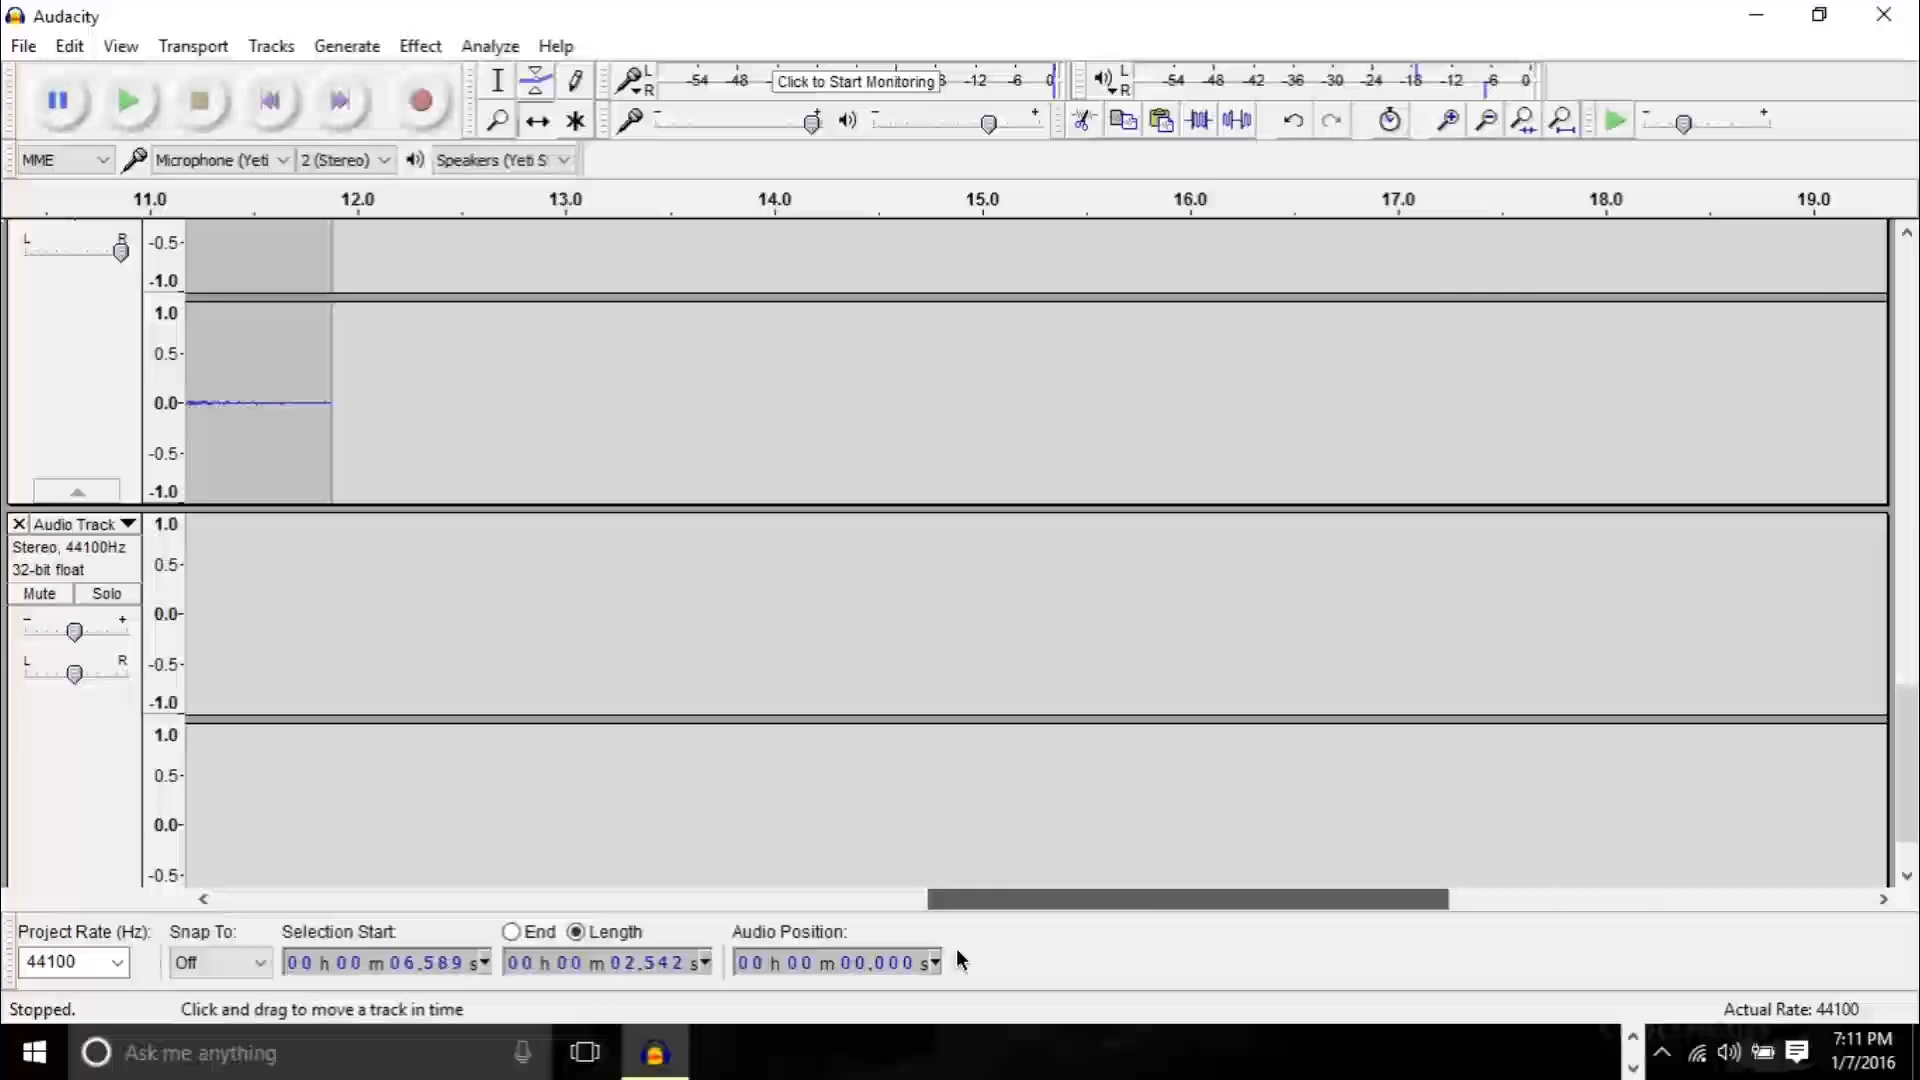 Audacity
File Edit View Transport Tracks Generate Effect Analyze Help
L R -54 -48 - Click to Start Monitoring -12 -6 0 L R -54 -48 -42 -36 -30 -24 -18 -12 -6 0
- + - + - +
MME Microphone (Yeti 2 (Stereo) Speakers (Yeti S
11.0 12.0 13.0 14.0 15.0 16.0 17.0 18.0 19.0
L R
-0.5-
-1.0
1.0
0.5-
0.0-
-0.5-
-1.0
X Audio Track
Stereo, 44100Hz
32-bit float
Mute Solo
- +
L R
1.0
0.5-
0.0-
-0.5-
-1.0
1.0
0.5-
0.0-
-0.5-
Project Rate (Hz): Snap To: Selection Start: End Length Audio Position:
44100 Off 00 h 00 m 06.589 s 00 h 00 m 02.542 s 00 h 00 m 00.000 s
Stopped. Click and drag to move a track in time Actual Rate: 44100
Ask me anything
7:11 PM
1/7/2016